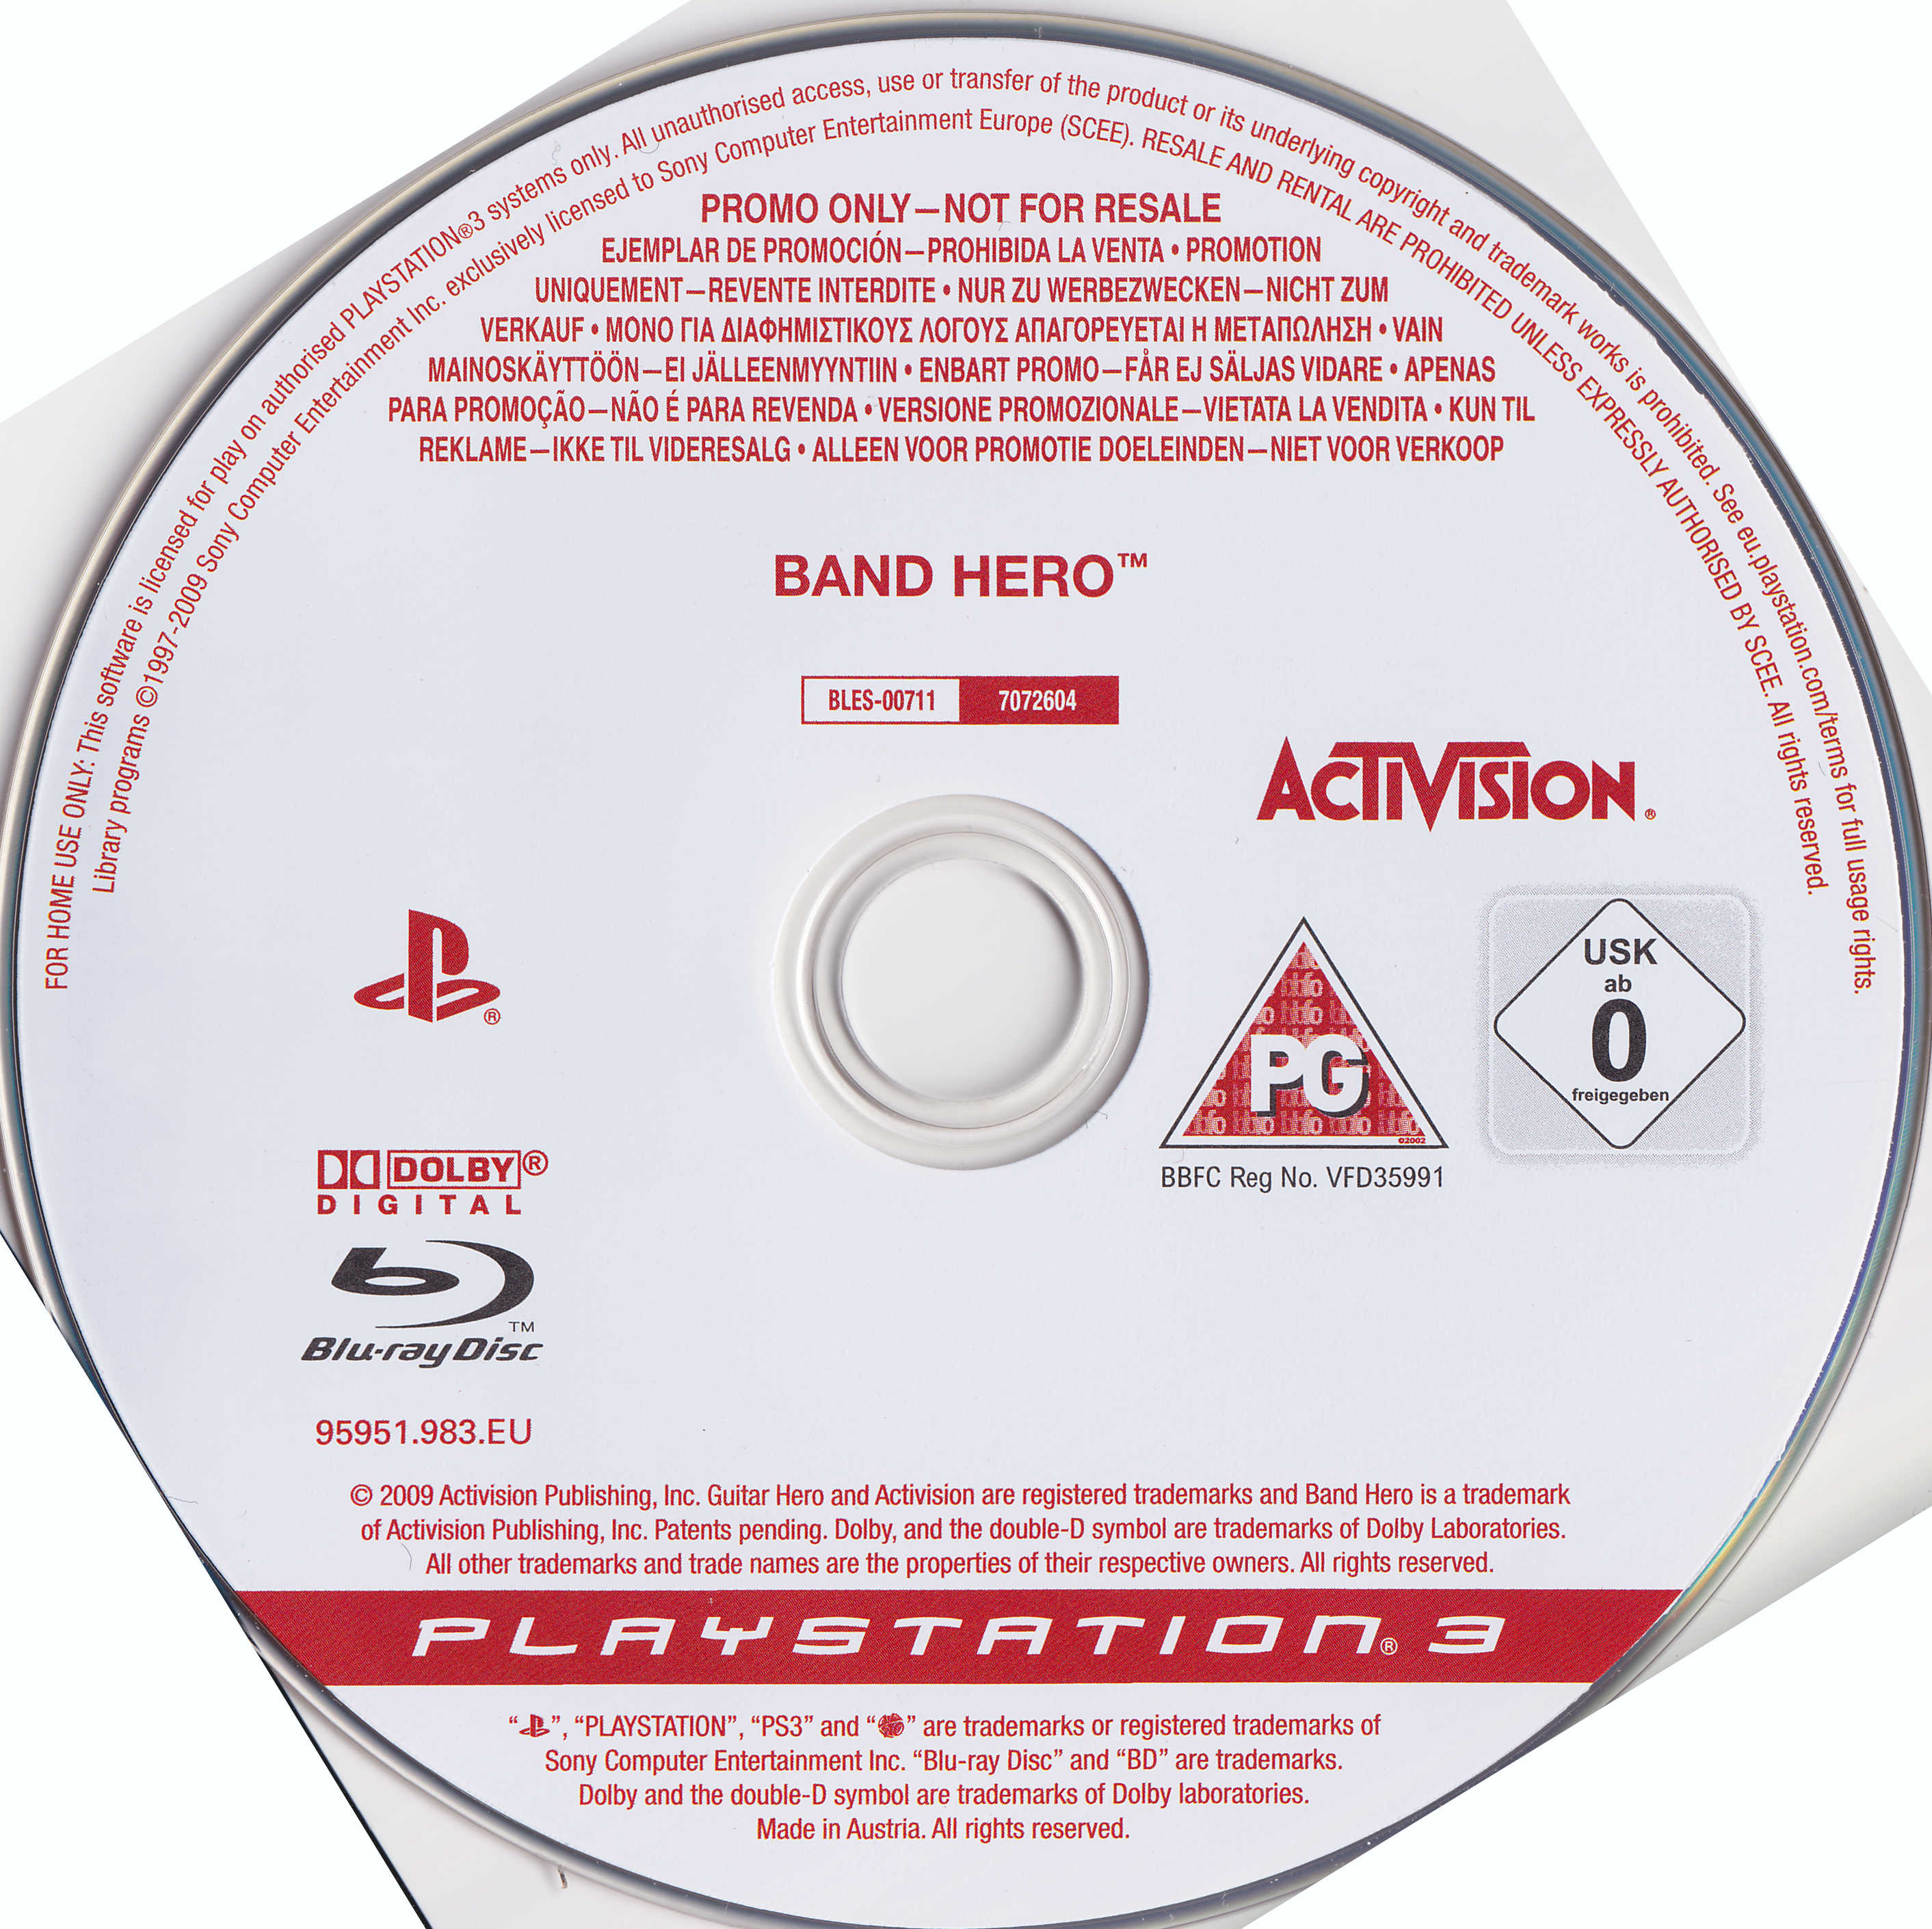 FOR HOME USE ONLY: This software is licensed for play on authorised PLAYSTATION®3 systems only. All unauthorised access, use or transfer of the product or its underlying copyright and trademark works is prohibited. See eu.playstation.com/terms for full usage rights.
Library programs ©1997-2009 Sony Computer Entertainment Inc. exclusively licensed to Sony Computer Entertainment Europe (SCEE). RESALE AND RENTAL ARE PROHIBITED UNLESS EXPRESSLY AUTHORISED BY SCEE. All rights reserved.
PROMO ONLY–NOT FOR RESALE
EJEMPLAR DE PROMOCIÓN–PROHIBIDA LA VENTA • PROMOTION
UNIQUEMENT–REVENTE INTERDITE • NUR ZU WERBEZWECKEN–NICHT ZUM
VERKAUF • ΜΟΝΟ ΓΙΑ ΔΙΑΦΗΜΙΣΤΙΚΟΥΣ ΛΟΓΟΥΣ ΑΠΑΓΟΡΕΥΕΤΑΙ Η ΜΕΤΑΠΩΛΗΣΗ • VAIN
MAINOSKÄYTTÖÖN–EI JÄLLEENMYYNTIIN • ENBART PROMO–FÅR EJ SÄLJAS VIDARE • APENAS
PARA PROMOÇÃO–NÃO É PARA REVENDA • VERSIONE PROMOZIONALE–VIETATA LA VENDITA • KUN TIL
REKLAME–IKKE TIL VIDERESALG • ALLEEN VOOR PROMOTIE DOELEINDEN–NIET VOOR VERKOOP
BAND HERO™
BLES-00711 7072604
ACTIVISION®
USK
ab
0
freigegeben
PG
©2002
BBFC Reg No. VFD35991
®
DOLBY®
DIGITAL
TM
Blu-ray Disc
95951.983.EU
© 2009 Activision Publishing, Inc. Guitar Hero and Activision are registered trademarks and Band Hero is a trademark
of Activision Publishing, Inc. Patents pending. Dolby, and the double-D symbol are trademarks of Dolby Laboratories.
All other trademarks and trade names are the properties of their respective owners. All rights reserved.
PLAYSTATION®3
“ ”, “PLAYSTATION”, “PS3” and “ ” are trademarks or registered trademarks of
Sony Computer Entertainment Inc. “Blu-ray Disc” and “BD” are trademarks.
Dolby and the double-D symbol are trademarks of Dolby laboratories.
Made in Austria. All rights reserved.